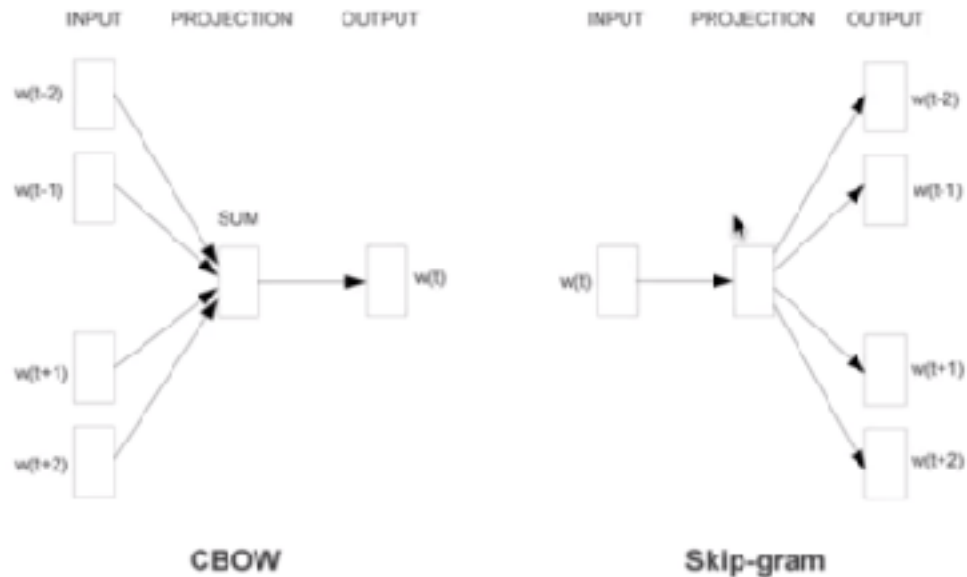 INPUT PROJECTION OUTPUT
w(t-2)
w(t-1)
SUM
w(t)
w(t+1)
w(t+2)
CBOW
INPUT PROJECTION OUTPUT
w(t-2)
w(t-1)
w(t)
w(t+1)
w(t+2)
Skip-gram